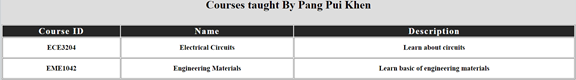 Courses taught By Pang Pui Khen
Course ID Name Description
ECE3204 Electrical Circuits Learn about circuits
EME1042 Engineering Materials Learn basic of engineering materials